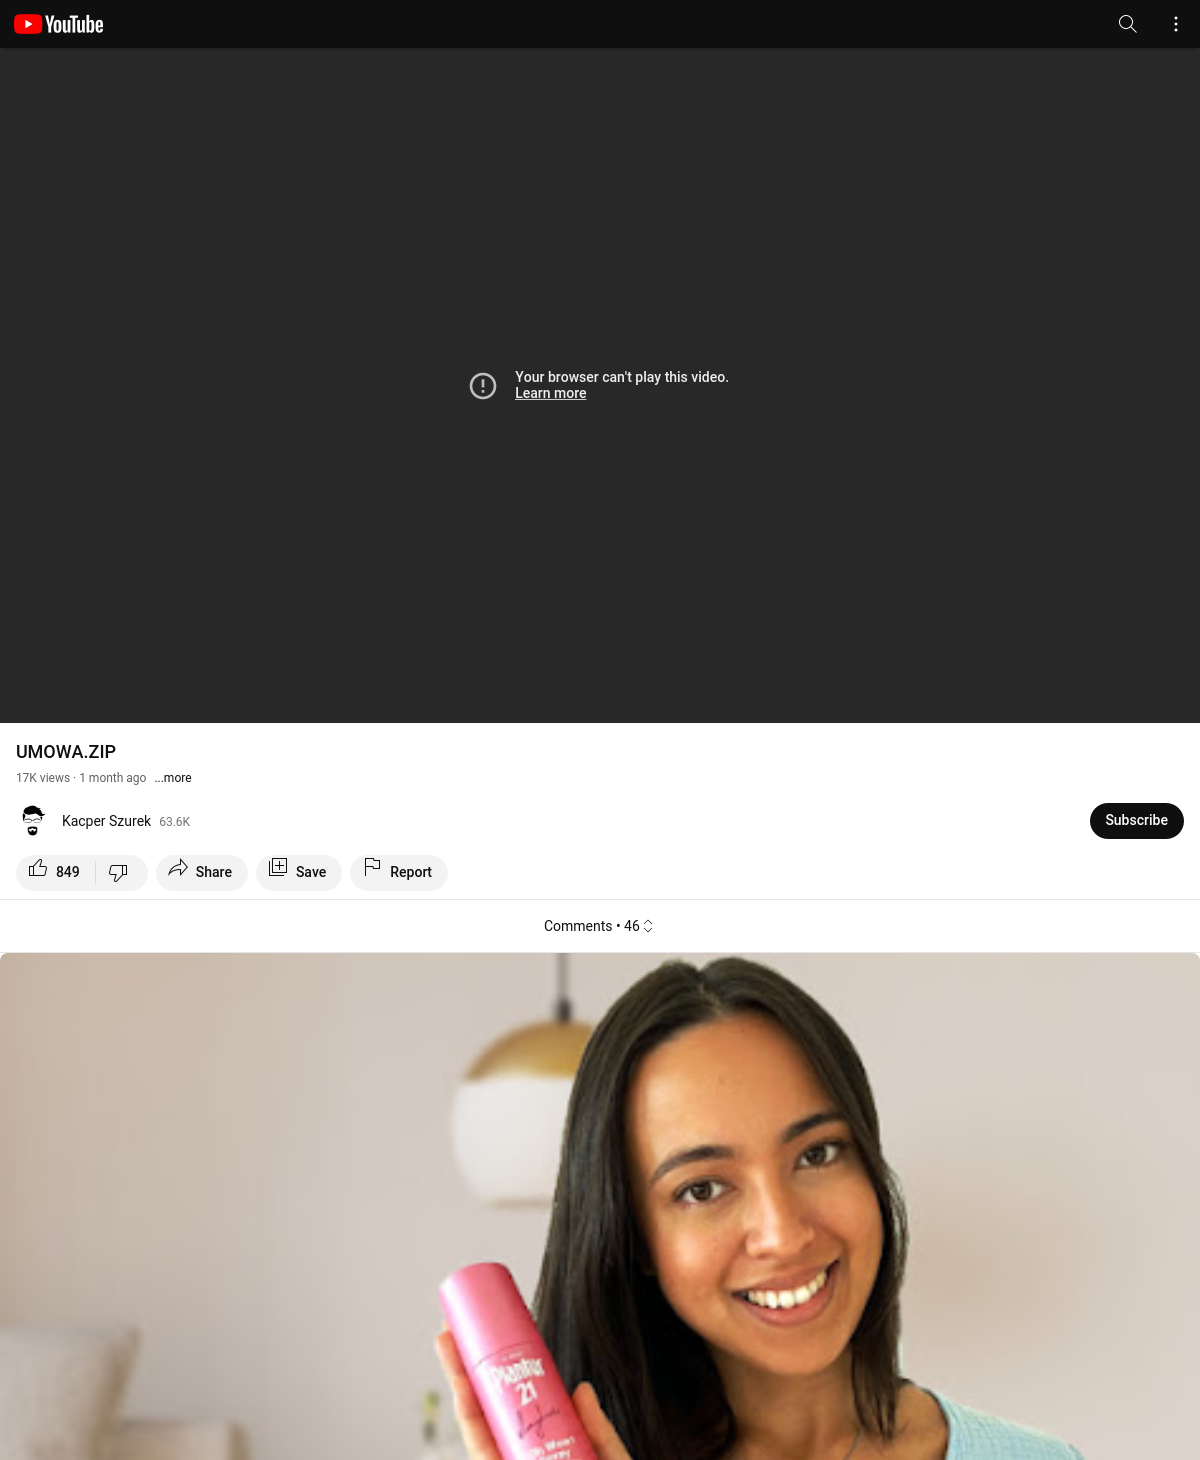 YouTube
Your browser can't play this video.
Learn more
UMOWA.ZIP
17K views · 1 month ago ...more
Kacper Szurek 63.6K
Subscribe
849
Share
Save
Report
Comments • 46
Plantur
21